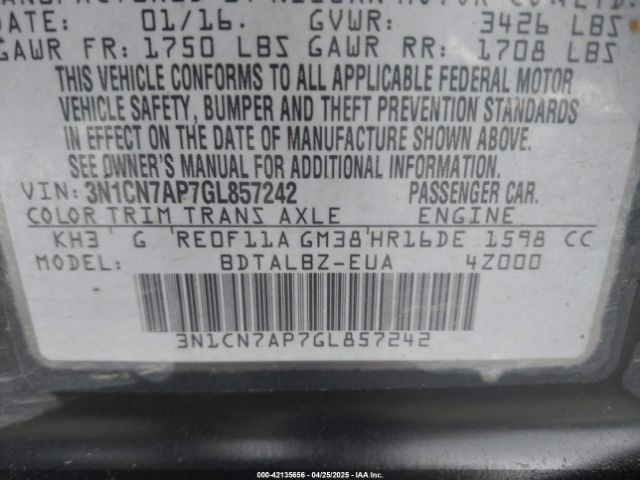 DATE: 01/16. GVWR: 3426 LBS
GAWR FR: 1750 LBS GAWR RR: 1708 LBS
THIS VEHICLE CONFORMS TO ALL APPLICABLE FEDERAL MOTOR
VEHICLE SAFETY, BUMPER AND THEFT PREVENTION STANDARDS
IN EFFECT ON THE DATE OF MANUFACTURE SHOWN ABOVE.
SEE OWNER'S MANUAL FOR ADDITIONAL INFORMATION.
VIN: 3N1CN7AP7GL857242 PASSENGER CAR.
COLOR TRIM TRANS AXLE ENGINE
KH3 G RE0F11A GM38 HR16DE 1598 CC
MODEL: BDTALBZ-EUA 4Z000
3N1CN7AP7GL857242
000-42135656 04/25/2025 IAAI